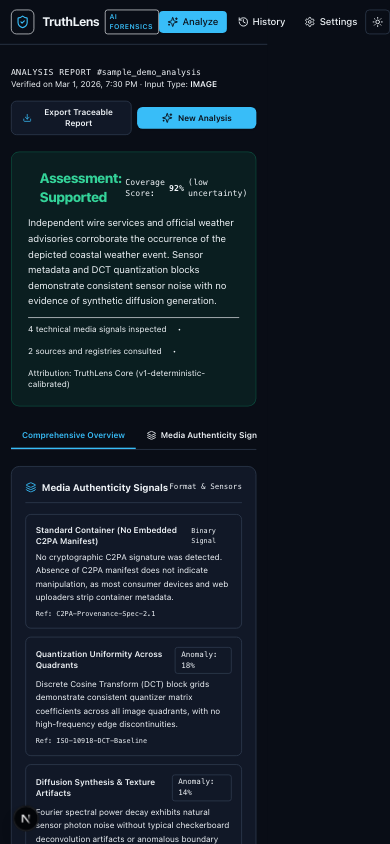 TruthLens
AI
FORENSICS
Analyze
History
Settings
ANALYSIS REPORT #sample_demo_analysis
Verified on Mar 1, 2026, 7:30 PM · Input Type: IMAGE
Export Traceable
Report
New Analysis
Assessment:
Supported
Coverage
Score:
92%
(low
uncertainty)
Independent wire services and official weather
advisories corroborate the occurrence of the
depicted coastal weather event. Sensor
metadata and DCT quantization blocks
demonstrate consistent sensor noise with no
evidence of synthetic diffusion generation.
4 technical media signals inspected •
2 sources and registries consulted •
Attribution: TruthLens Core (v1-deterministic-
calibrated)
Comprehensive Overview
Media Authenticity Sign
Media Authenticity Signals
Format & Sensors
Standard Container (No Embedded
C2PA Manifest)
Binary
Signal
No cryptographic C2PA signature was detected.
Absence of C2PA manifest does not indicate
manipulation, as most consumer devices and web
uploaders strip container metadata.
Ref: C2PA-Provenance-Spec-2.1
Quantization Uniformity Across
Quadrants
Anomaly:
18%
Discrete Cosine Transform (DCT) block grids
demonstrate consistent quantizer matrix
coefficients across all image quadrants, with no
high-frequency edge discontinuities.
Ref: ISO-10918-DCT-Baseline
Diffusion Synthesis & Texture
Artifacts
Anomaly:
14%
Fourier spectral power decay exhibits natural
sensor photon noise without typical checkerboard
deconvolution artifacts or anomalous boundary
N